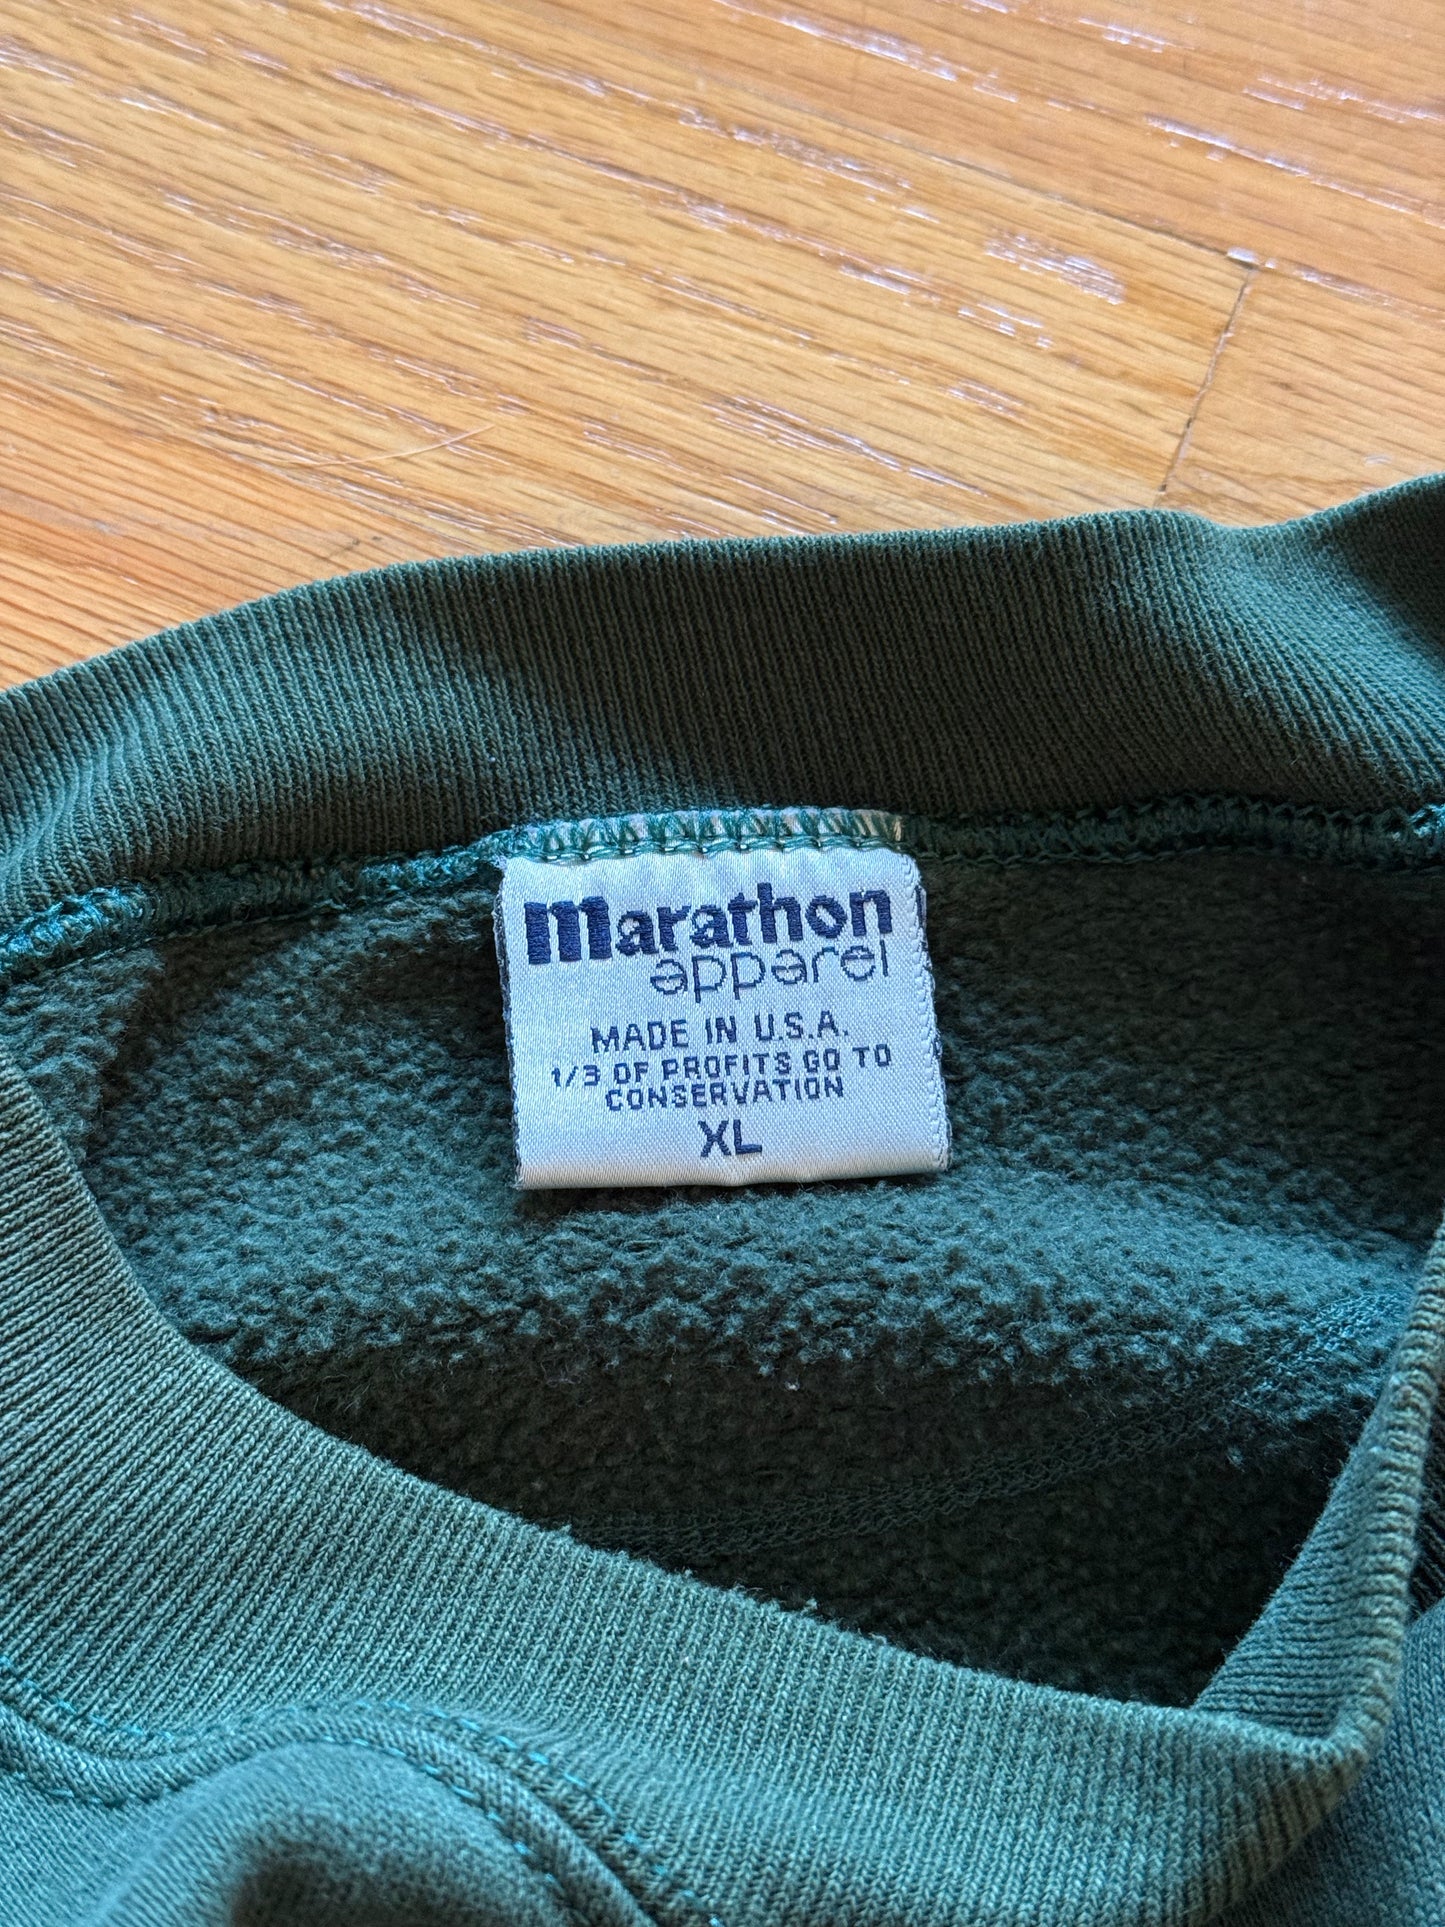 marathon
apparel
MADE IN U.S.A.
1/3 OF PROFITS GO TO
CONSERVATION
XL